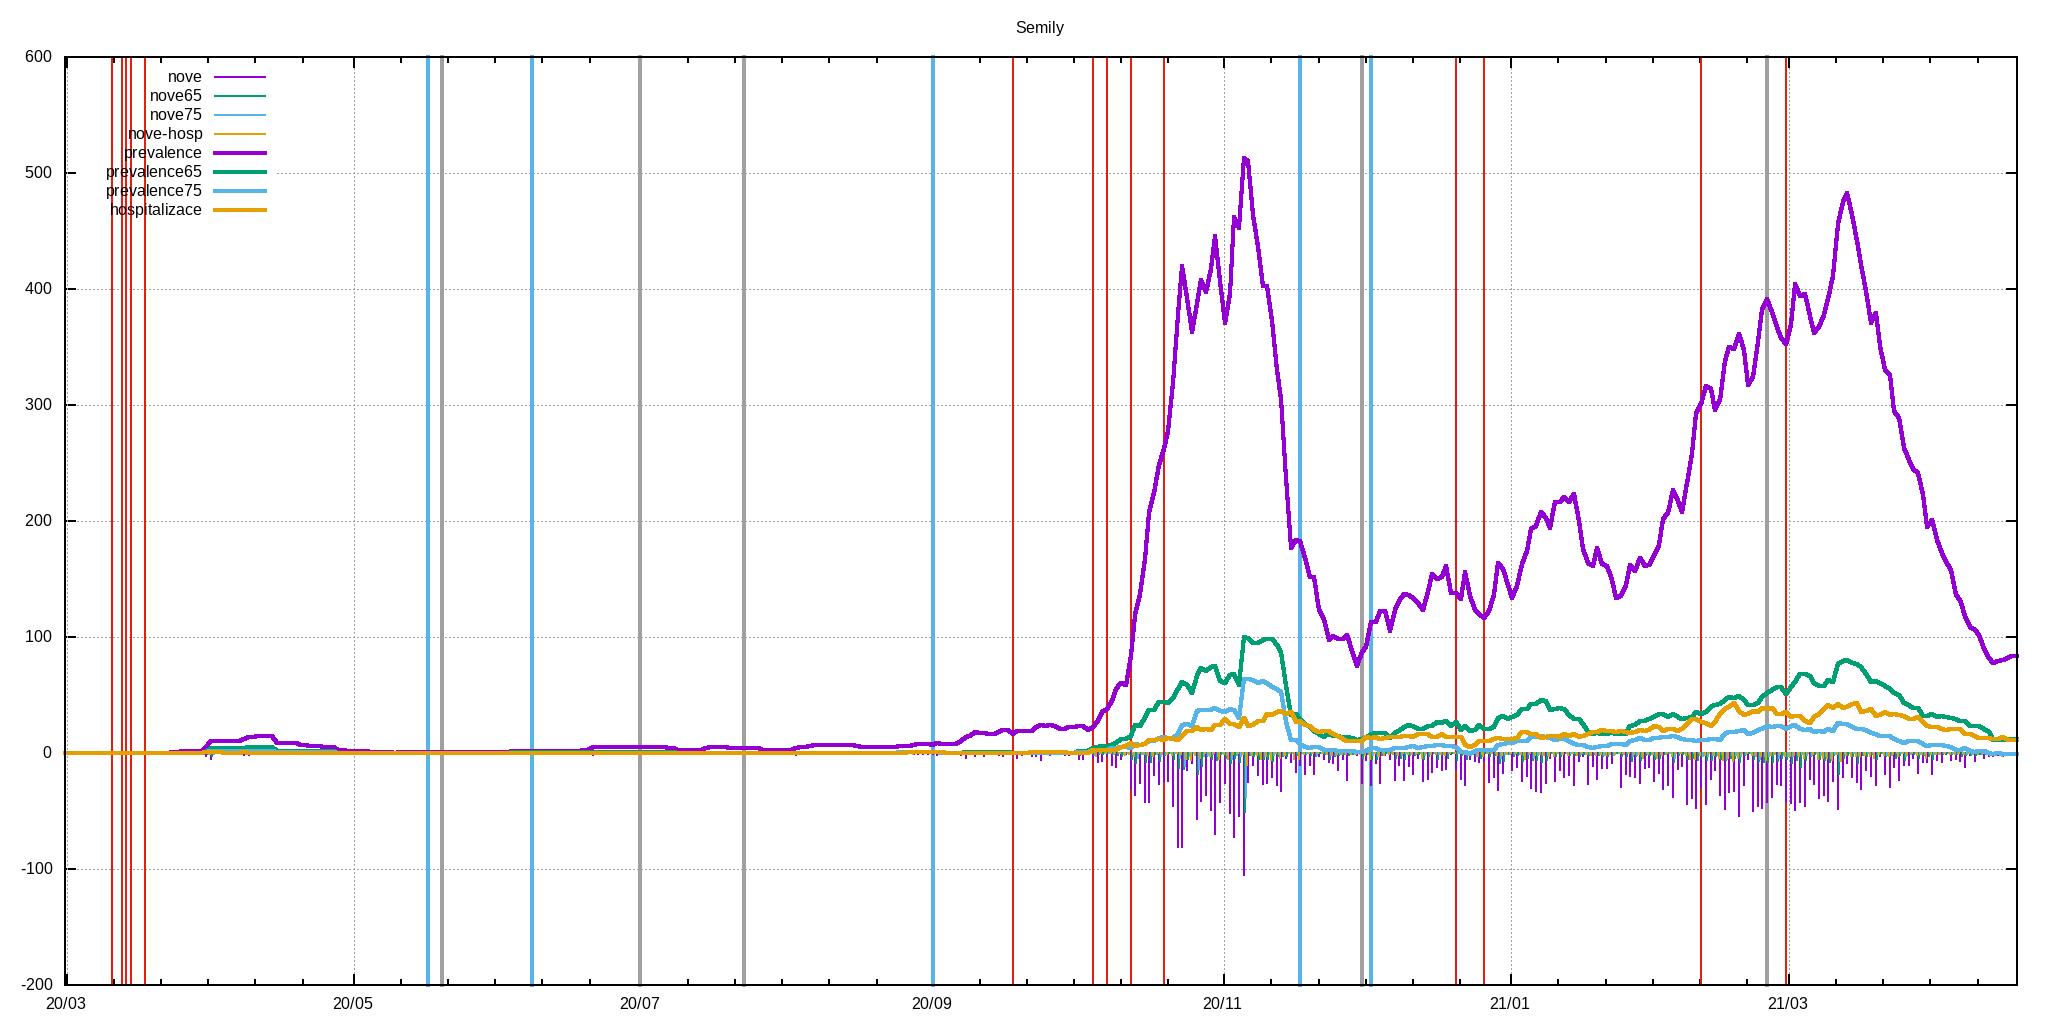 Semily
600
500
400
300
200
100
0
-100
-200
nove
nove65
nove75
nove-hosp
prevalence
prevalence65
prevalence75
hospitalizace
20/03 20/05 20/07 20/09 20/11 21/01 21/03